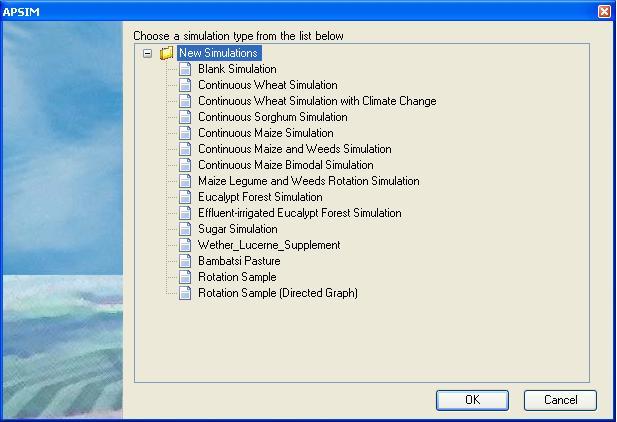 APSIM
Choose a simulation type from the list below
New Simulations
Blank Simulation
Continuous Wheat Simulation
Continuous Wheat Simulation with Climate Change
Continuous Sorghum Simulation
Continuous Maize Simulation
Continuous Maize and Weeds Simulation
Continuous Maize Bimodal Simulation
Maize Legume and Weeds Rotation Simulation
Eucalypt Forest Simulation
Effluent-irrigated Eucalypt Forest Simulation
Sugar Simulation
Wether_Lucerne_Supplement
Bambatsi Pasture
Rotation Sample
Rotation Sample (Directed Graph)
OK Cancel